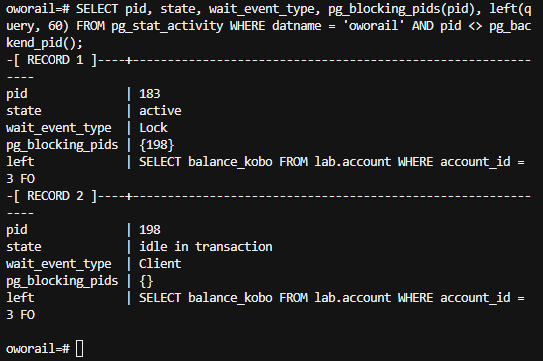 oworail=# SELECT pid, state, wait_event_type, pg_blocking_pids(pid), left(q
uery, 60) FROM pg_stat_activity WHERE datname = 'oworail' AND pid <> pg_bac
kend_pid();
-[ RECORD 1 ]----+---------------------------------------------------------
----
pid              | 183
state            | active
wait_event_type  | Lock
pg_blocking_pids | {198}
left             | SELECT balance_kobo FROM lab.account WHERE account_id =
3 FO
-[ RECORD 2 ]----+---------------------------------------------------------
----
pid              | 198
state            | idle in transaction
wait_event_type  | Client
pg_blocking_pids | {}
left             | SELECT balance_kobo FROM lab.account WHERE account_id =
3 FO
oworail=#